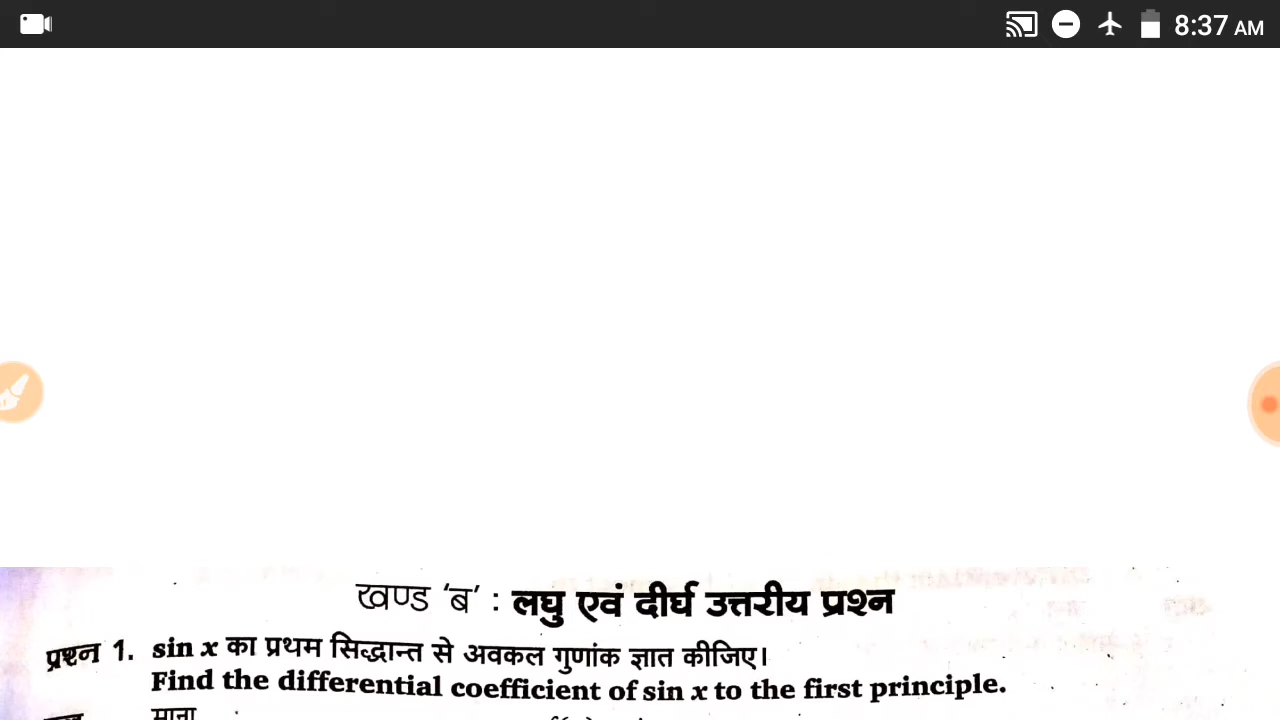 8:37 AM
खण्ड 'ब' : लघु एवं दीर्घ उत्तरीय प्रश्न
प्रश्न 1. sin x का प्रथम सिद्धान्त से अवकल गुणांक ज्ञात कीजिए।
Find the differential coefficient of sin x to the first principle.
माना